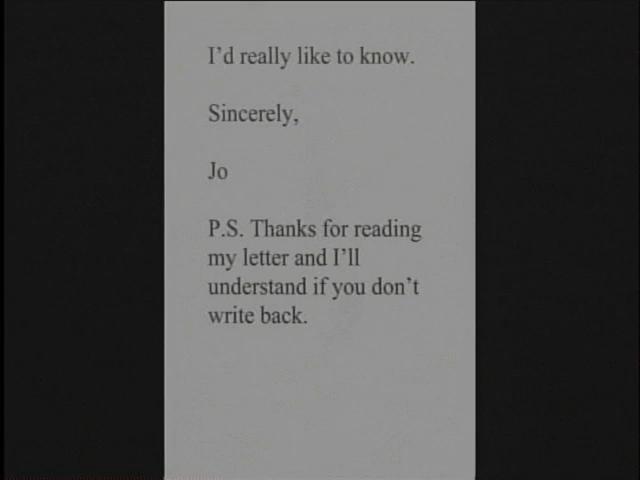 I'd really like to know.
Sincerely,
Jo
P.S. Thanks for reading
my letter and I'll
understand if you don't
write back.